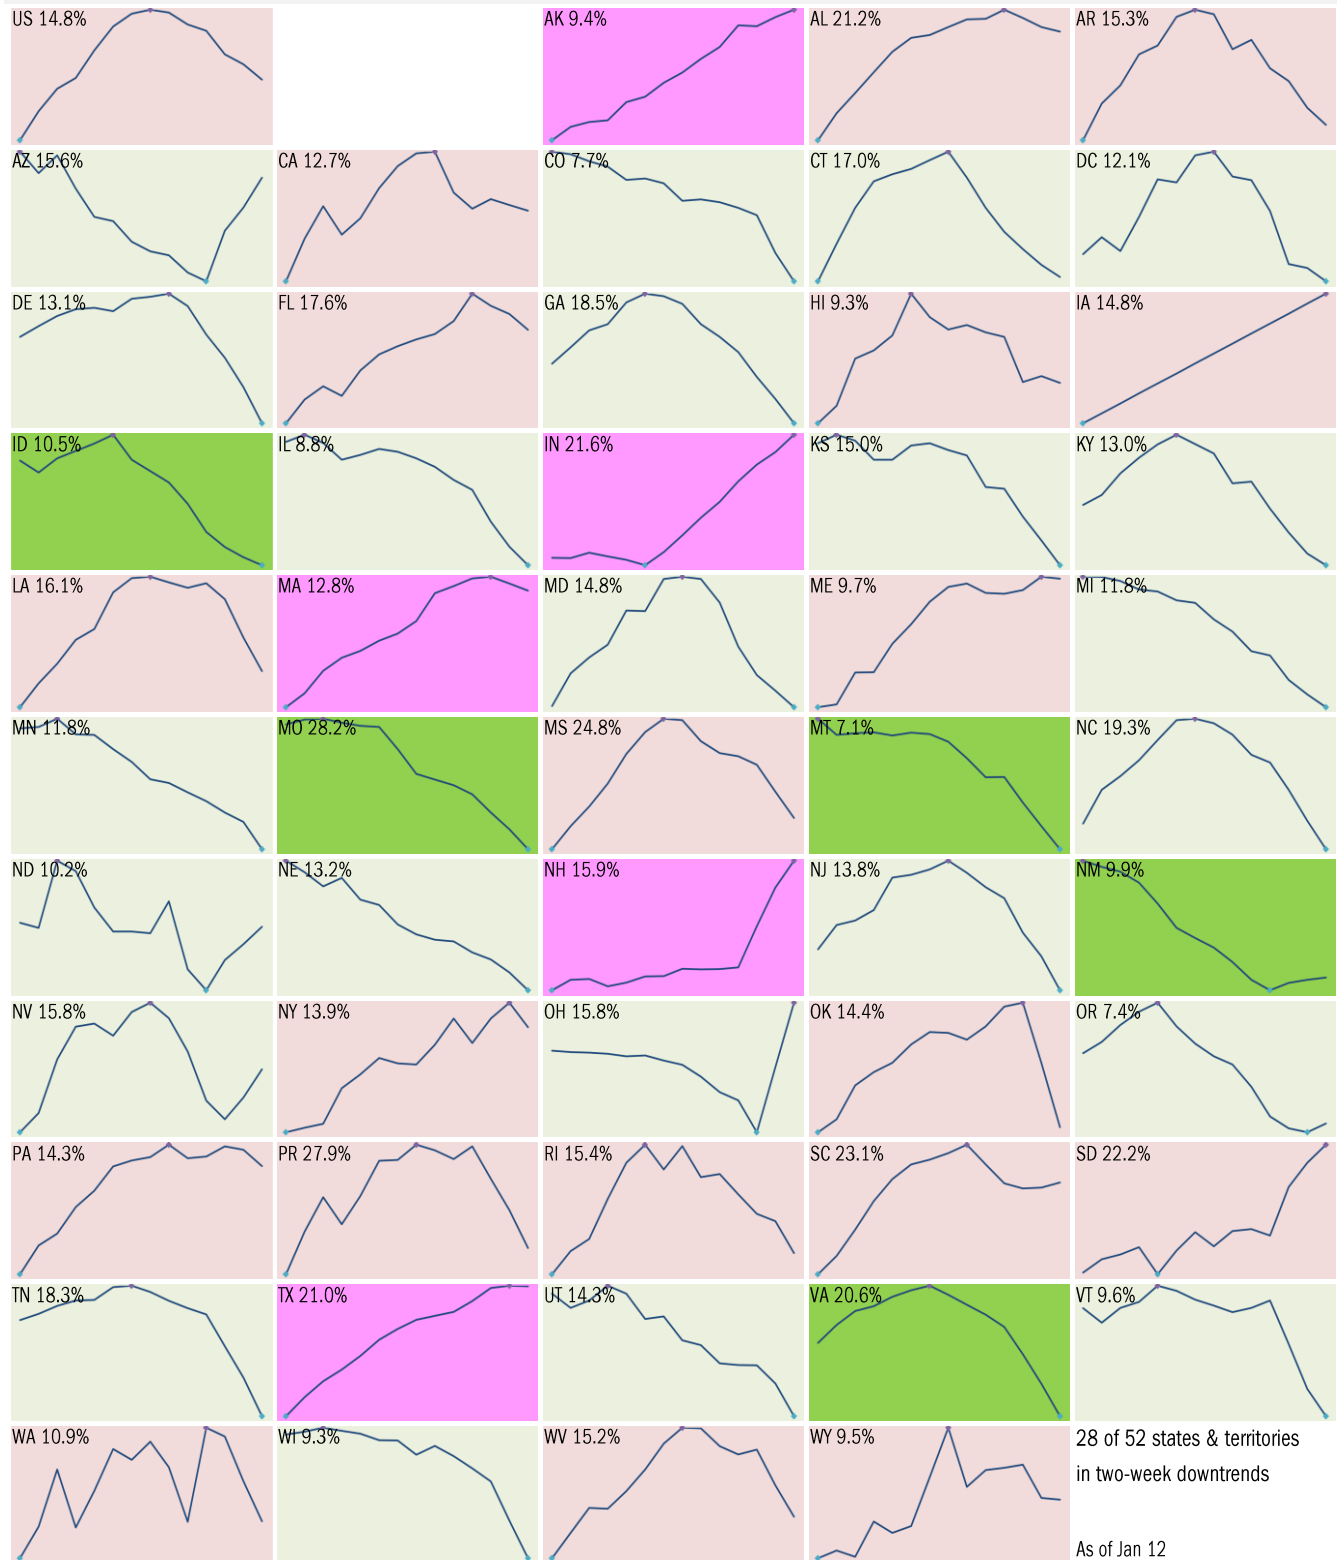 US 14.8%
AK 9.4%
AL 21.2%
AR 15.3%
AZ 15.6%
CA 12.7%
CO 7.7%
CT 17.0%
DC 12.1%
DE 13.1%
FL 17.6%
GA 18.5%
HI 9.3%
IA 14.8%
ID 10.5%
IL 8.8%
IN 21.6%
KS 15.0%
KY 13.0%
LA 16.1%
MA 12.8%
MD 14.8%
ME 9.7%
MI 11.8%
MN 11.8%
MO 28.2%
MS 24.8%
MT 7.1%
NC 19.3%
ND 10.2%
NE 13.2%
NH 15.9%
NJ 13.8%
NM 9.9%
NV 15.8%
NY 13.9%
OH 15.8%
OK 14.4%
OR 7.4%
PA 14.3%
PR 27.9%
RI 15.4%
SC 23.1%
SD 22.2%
TN 18.3%
TX 21.0%
UT 14.3%
VA 20.6%
VT 9.6%
WA 10.9%
WI 9.3%
WV 15.2%
WY 9.5%
28 of 52 states & territories
in two-week downtrends
As of Jan 12